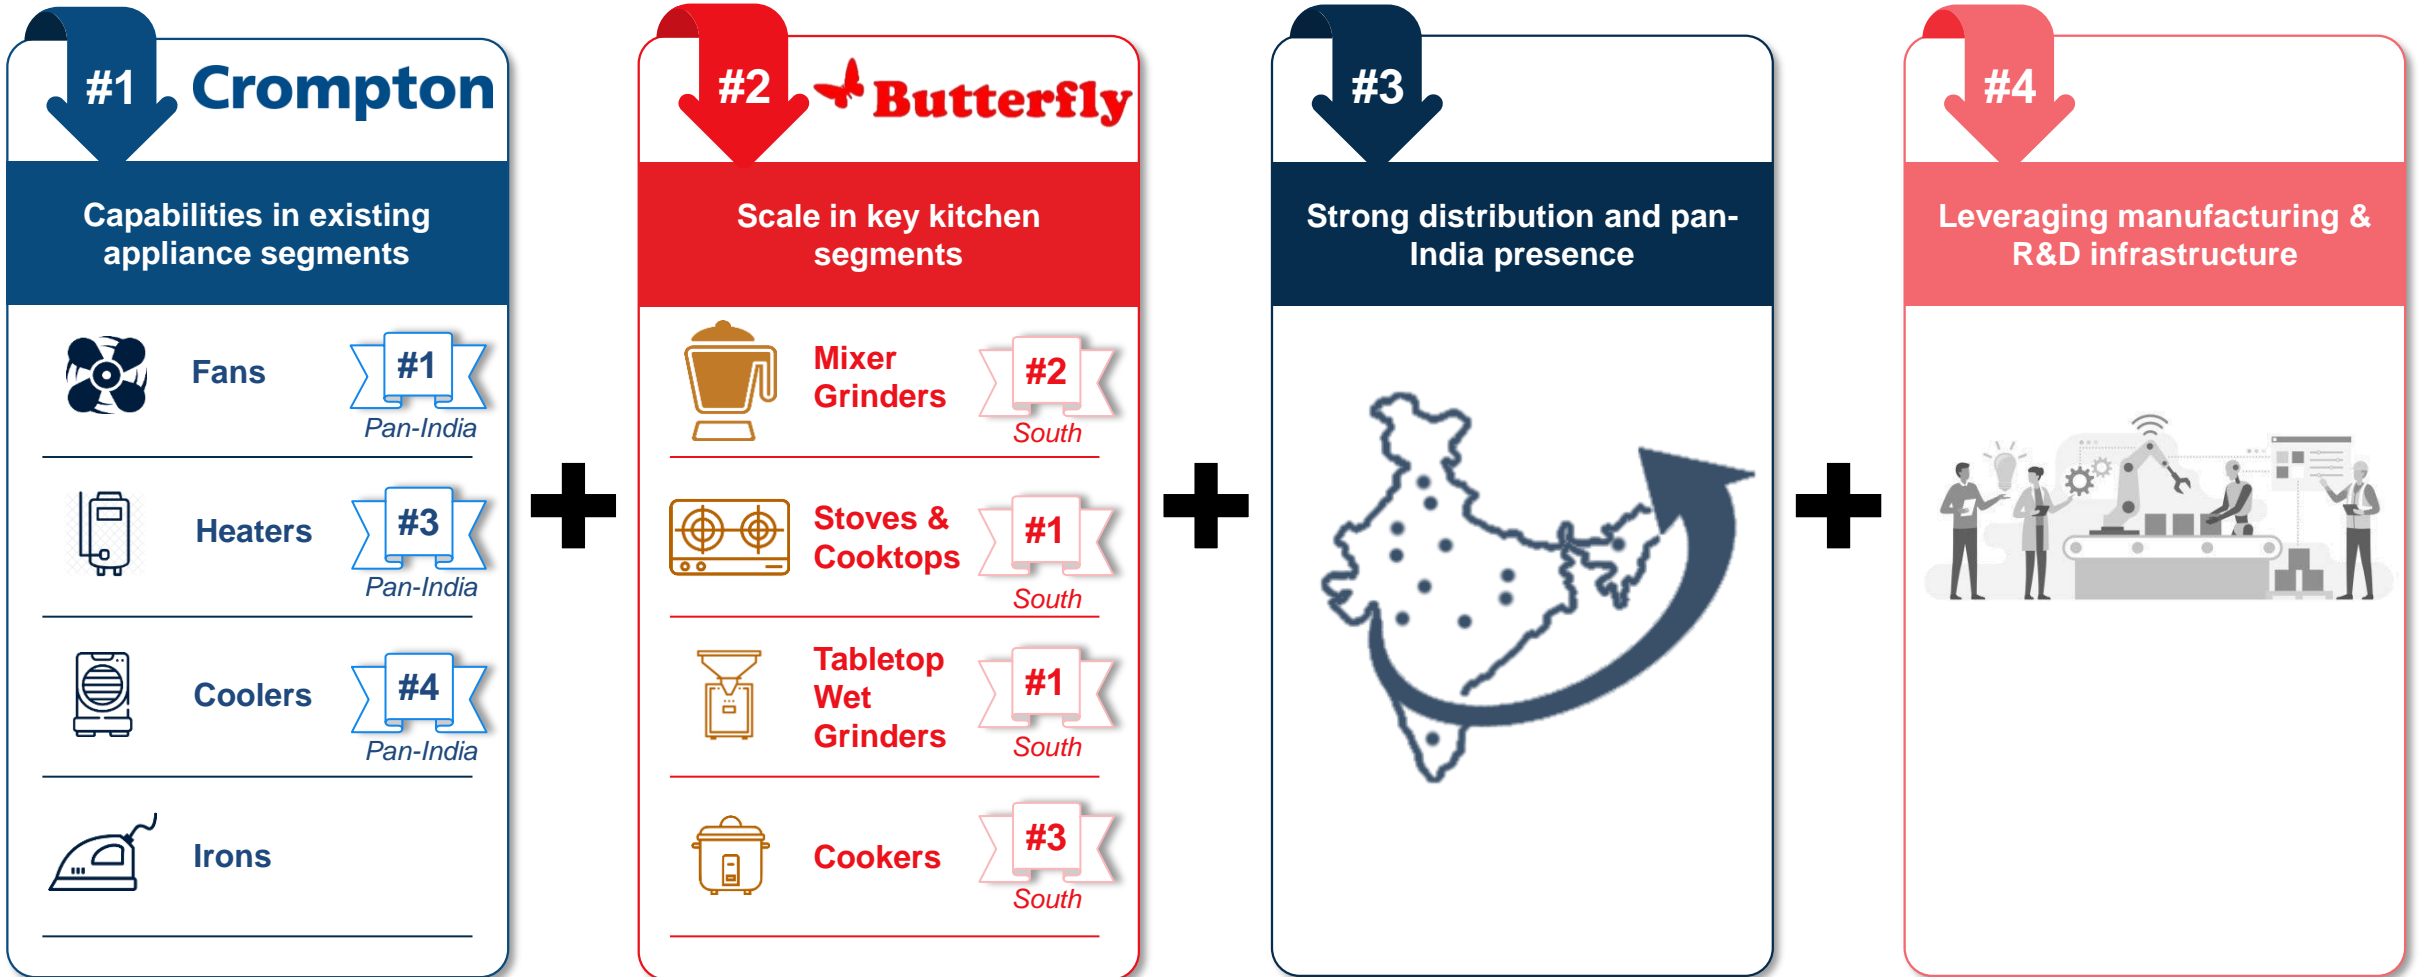 #1
Crompton
Capabilities in existing
appliance segments
Fans
#1
Pan-India
Heaters
#3
Pan-India
Coolers
#4
Pan-India
Irons
#2
Butterfly
Scale in key kitchen
segments
Mixer
Grinders
#2
South
Stoves &
Cooktops
#1
South
Tabletop
Wet
Grinders
#1
South
Cookers
#3
South
#3
Strong distribution and pan-
India presence
#4
Leveraging manufacturing &
R&D infrastructure